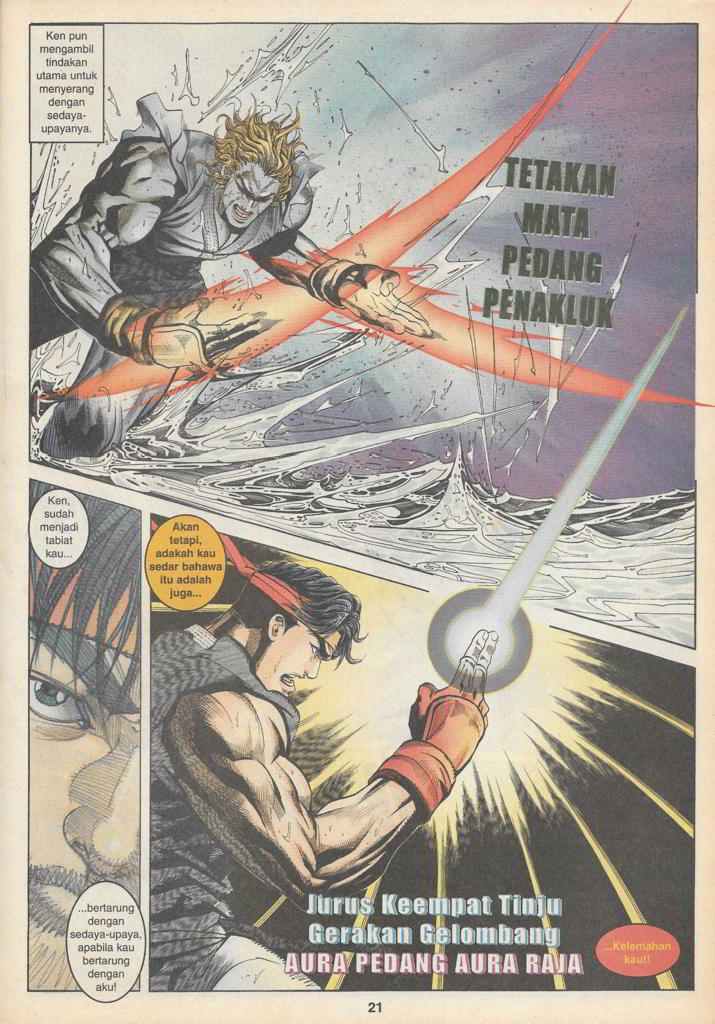 Ken pun
mengambil
tindakan
utama untuk
menyerang
dengan
sedaya-
upayanya.
TETAKAN
MATA
PEDANG
PENAKLUK
Ken,
sudah
menjadi
tabiat
kau...
...bertarung
dengan
sedaya-upaya,
apabila kau
bertarung
dengan
aku!
Akan
tetapi,
adakah kau
sedar bahawa
itu adalah
juga...
Jurus Keempat Tinju
Gerakan Gelombang
AURA PEDANG AURA RAJA
...Kelemahan
kau!!
21